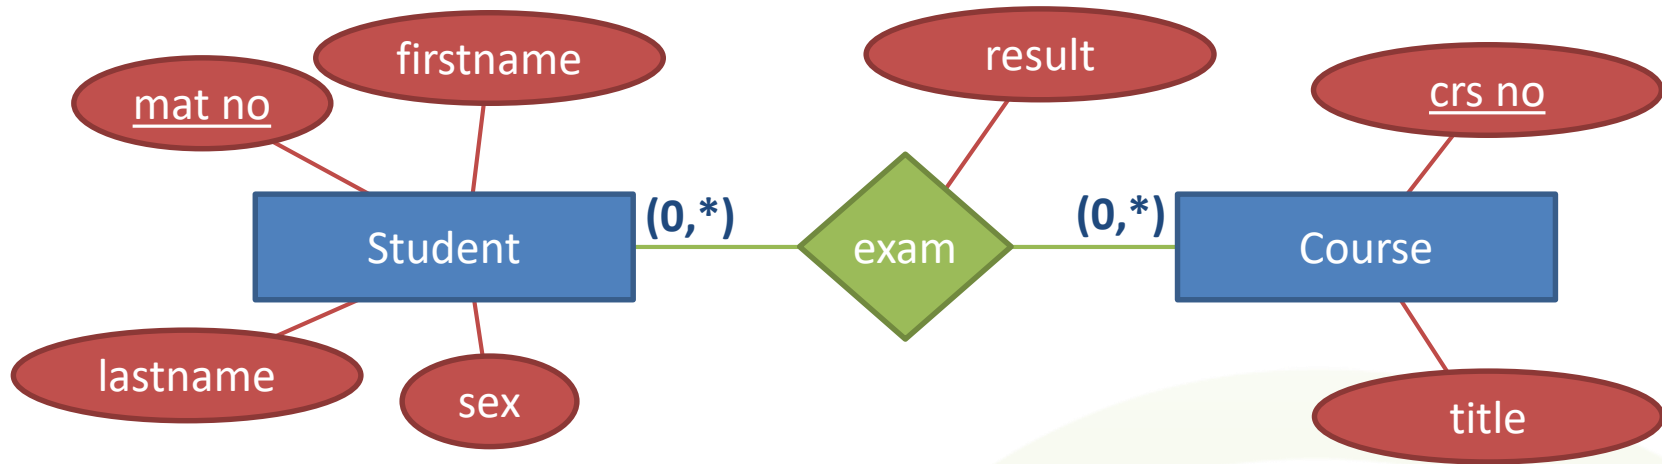 firstname
result
mat no
crs no
(0,*)
(0,*)
Student
exam
Course
lastname
sex
title